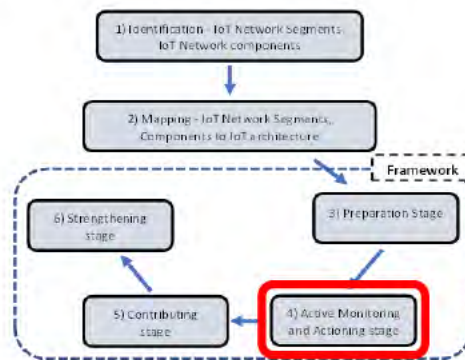 1) Identification - IoT Network Segments
IoT Network components
2) Mapping - IoT Network Segments,
Components to IoT architecture
Framework
3) Preparation Stage
4) Active Monitoring
and Actioning stage
5) Contributing
stage
6) Strengthening
stage